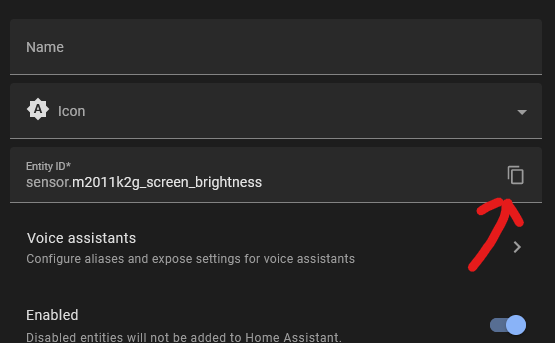 Name
A Icon
Entity ID*
sensor.m2011k2g_screen_brightness
Voice assistants
Configure aliases and expose settings for voice assistants
Enabled
Disabled entities will not be added to Home Assistant.